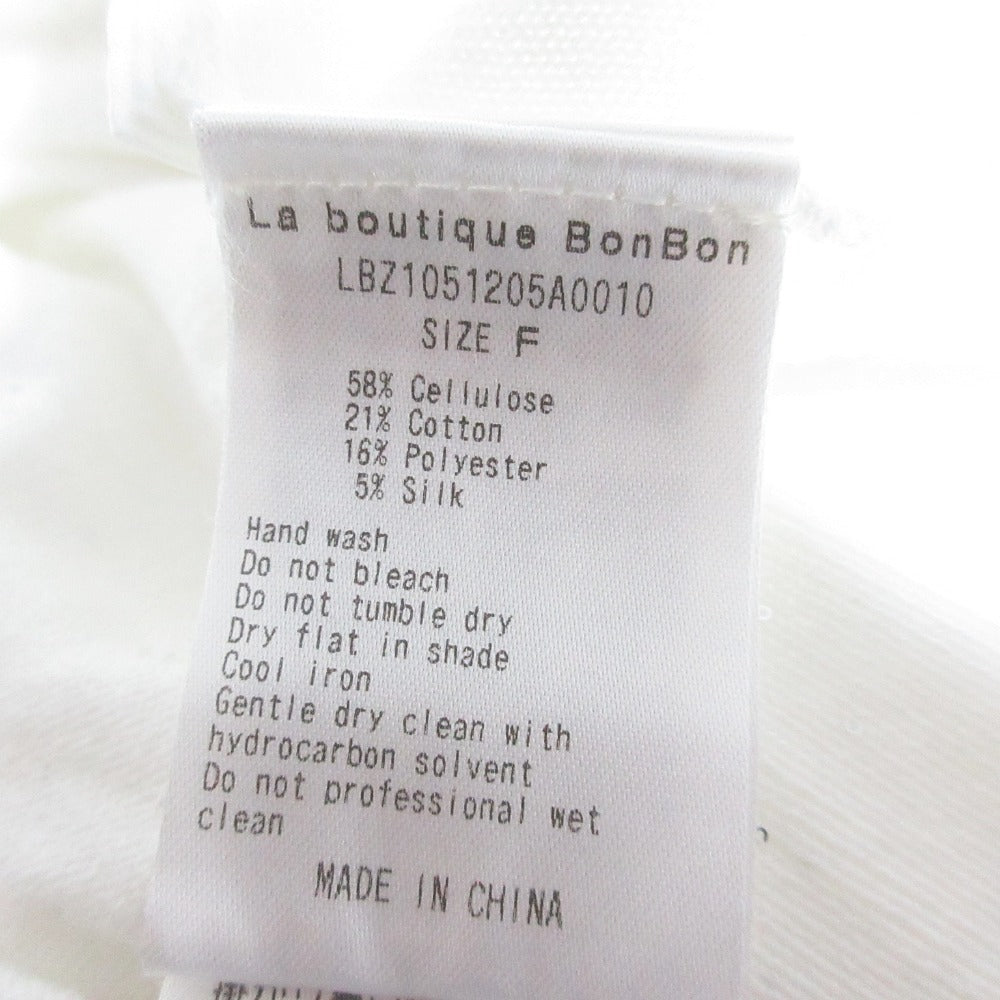 La boutique BonBon
LBZ1051205A0010
SIZE F
58% Cellulose
21% Cotton
16% Polyester
5% Silk
Hand wash
Do not bleach
Do not tumble dry
Dry flat in shade
Cool iron
Gentle dry clean with
hydrocarbon solvent
Do not professional wet
clean
MADE IN CHINA